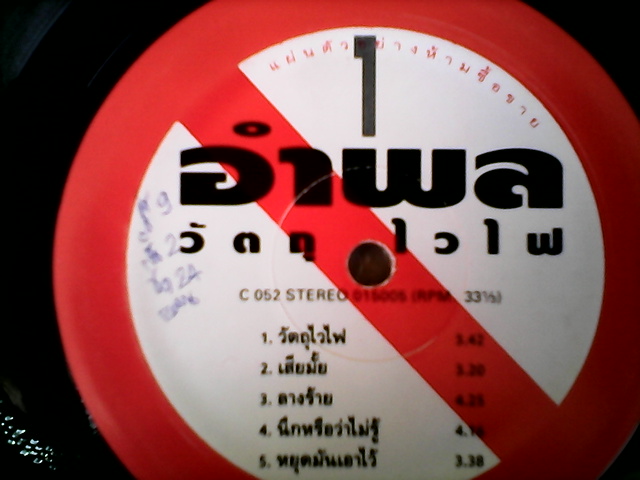 แผ่นตัวอย่างห้ามซื้อขาย
1
อำพล
วัตถุไวไฟ
C 052 STEREO 015005 (RPM 33⅓)
1. วัตถุไวไฟ 3.42
2. เสียมั้ย 3.20
3. ลางร้าย 4.25
4. นึกหรือว่าไม่รู้
5. หยุดมันเอาไว้ 3.38